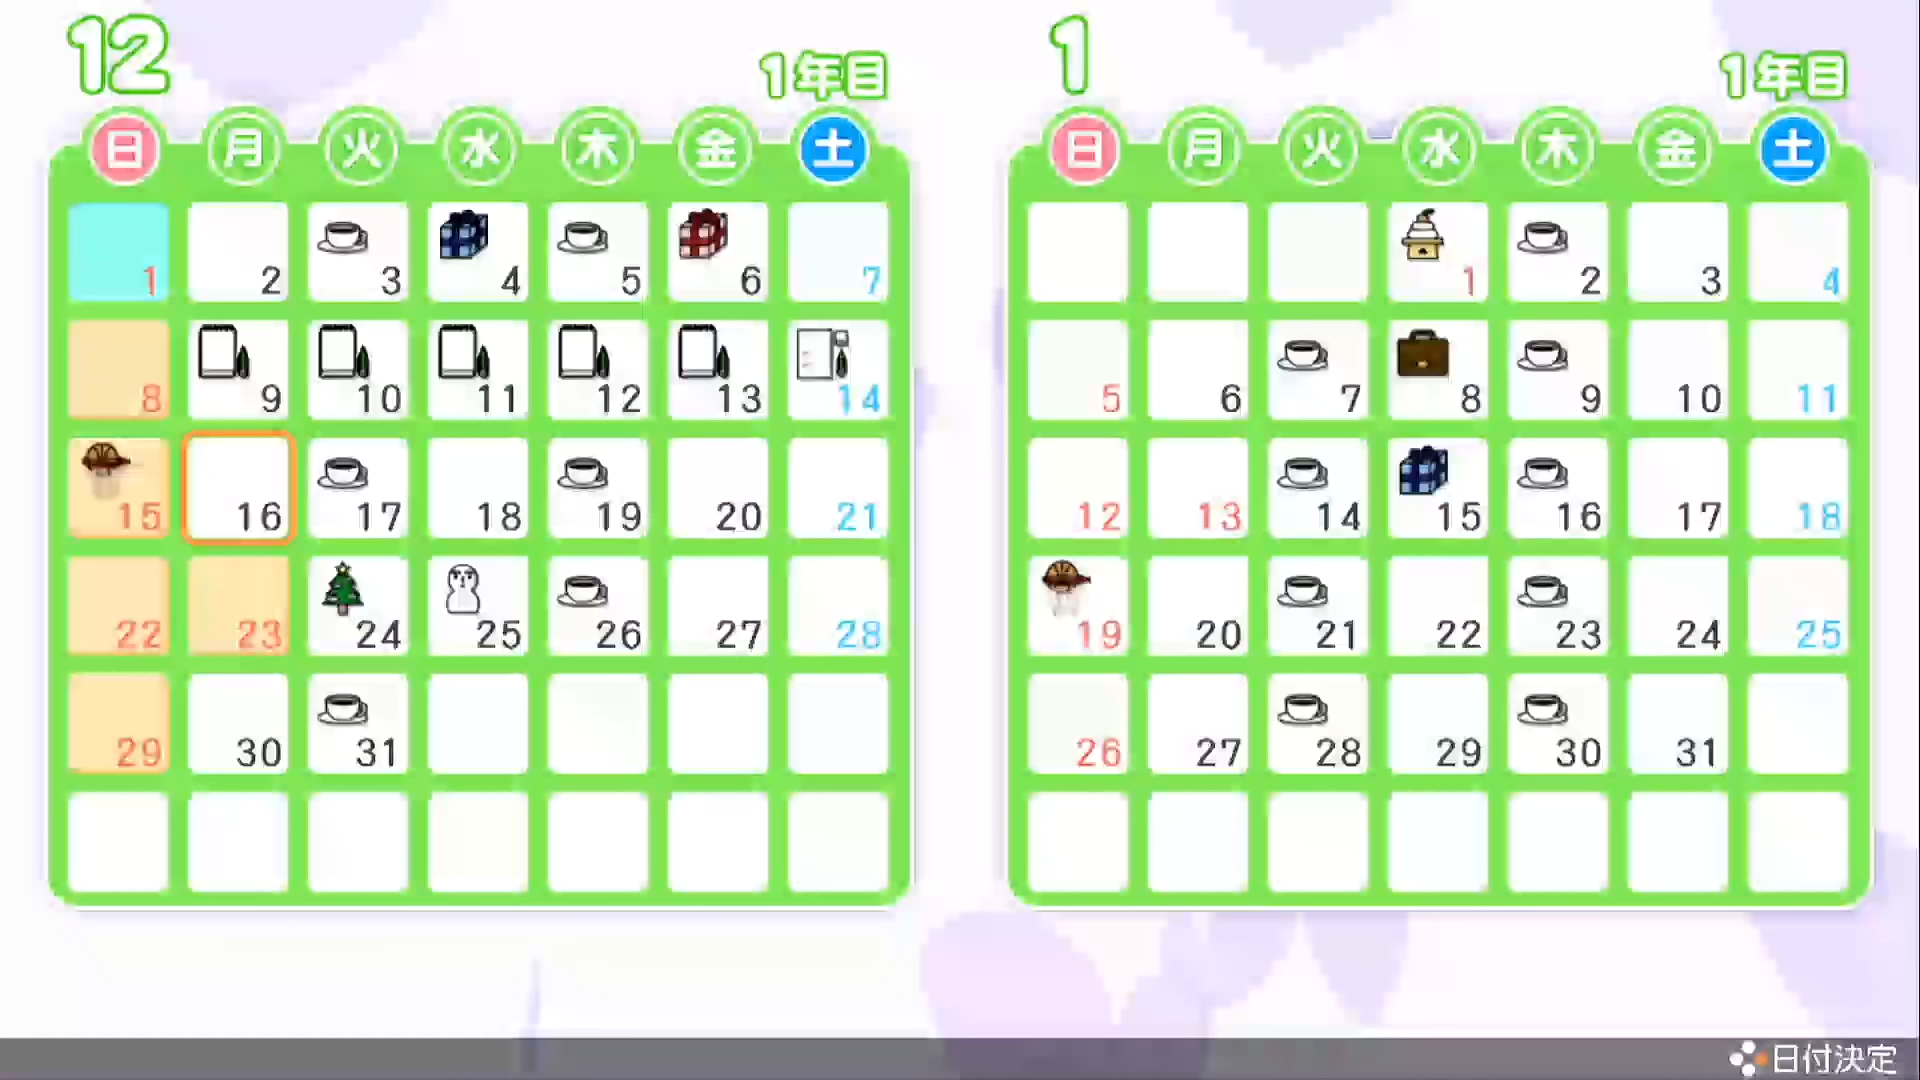 12
1年目
日 月 火 水 木 金 土
1 2 3 4 5 6 7
8 9 10 11 12 13 14
15 16 17 18 19 20 21
22 23 24 25 26 27 28
29 30 31
1
1年目
日 月 火 水 木 金 土
1 2 3 4
5 6 7 8 9 10 11
12 13 14 15 16 17 18
19 20 21 22 23 24 25
26 27 28 29 30 31
日付決定